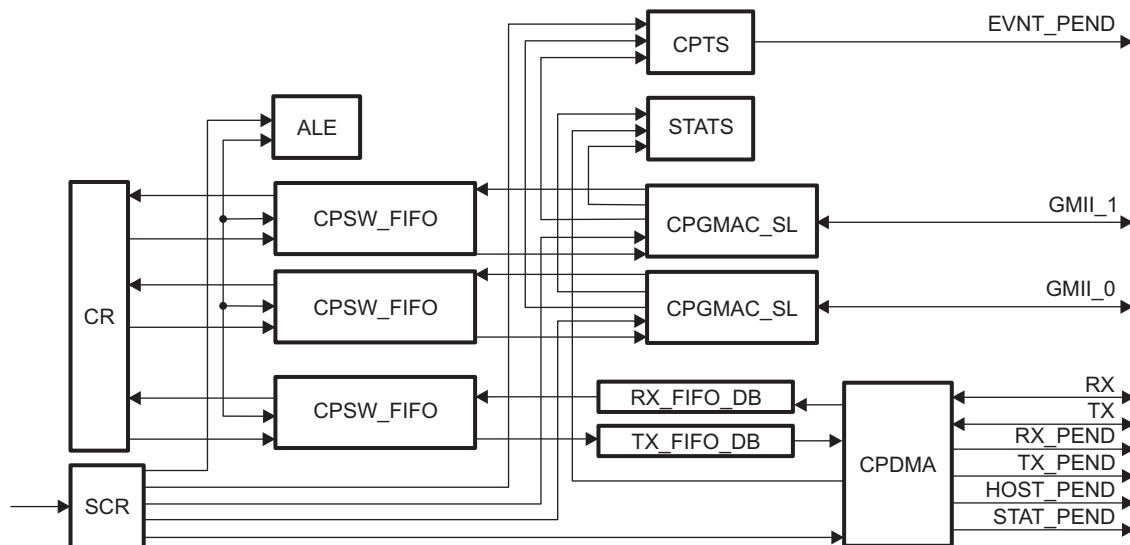 EVNT_PEND
CPTS
ALE
STATS
CPSW_FIFO
CPGMAC_SL
GMII_1
CR
CPSW_FIFO
CPGMAC_SL
GMII_0
CPSW_FIFO
RX_FIFO_DB
TX_FIFO_DB
CPDMA
RX
TX
RX_PEND
TX_PEND
HOST_PEND
STAT_PEND
SCR